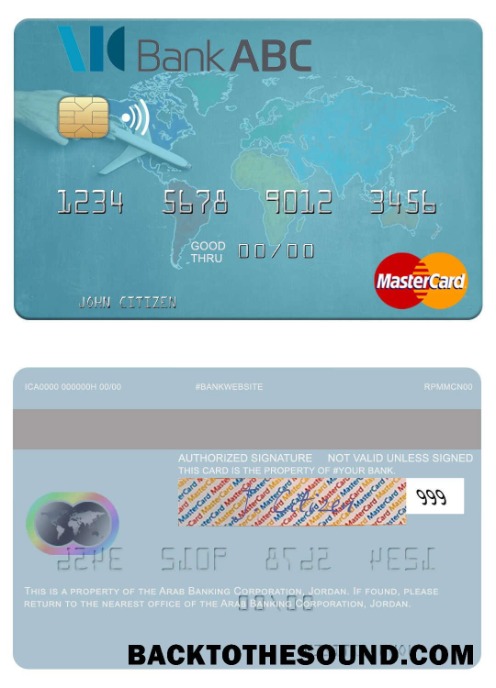 Bank ABC
1234 5678 9012 3456
GOOD
THRU 00/00
JOHN CITIZEN
MasterCard
ICA0000 000000H 00/00 #BANKWEBSITE RPMMCN00
AUTHORIZED SIGNATURE NOT VALID UNLESS SIGNED
THIS CARD IS THE PROPERTY OF #YOUR BANK.
999
THIS IS A PROPERTY OF THE ARAB BANKING CORPORATION, JORDAN. IF FOUND, PLEASE
RETURN TO THE NEAREST OFFICE OF THE ARAB BANKING CORPORATION, JORDAN.
BACKTOTHESOUND.COM